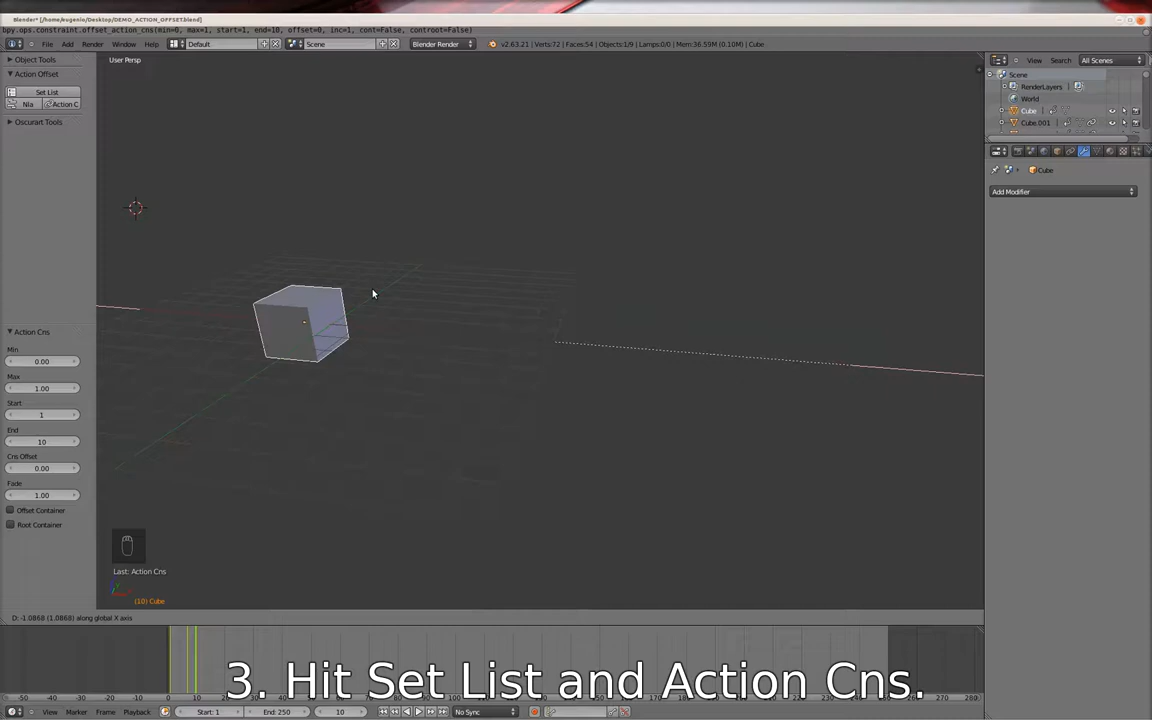 Blender* [/home/eugenio/Desktop/DEMO_ACTION_OFFSET.blend]
bpy.ops.constraint.offset_action_cns(min=0, max=1, start=1, end=10, offset=0, inc=1, cont=False, controot=False)
File Add Render Window Help Default Scene Blender Render v2.63.21 | Verts:72 | Faces:54 | Objects:1/9 | Lamps:0/0 | Mem:36.59M (0.10M) | Cube
Object Tools
User Persp
View Search All Scenes
Action Offset
Scene
Set List
RenderLayers
Nla Action C
World
Cube
Oscurart Tools
Cube.001
Cube
Add Modifier
Action Cns
Min
0.00
Max
1.00
Start
1
End
10
Cns Offset
0.00
Fade
1.00
Offset Container
Root Container
Last: Action Cns
(10) Cube
D: -1.0868 (1.0868) along global X axis
3. Hit Set List and Action Cns.
-50 -40 -30 -20 -10 0 10 20 30 40 50 60 70 80 90 100 110 120 130 140 150 160 170 180 190 200 210 220 230 240 250 260 270 280
View Marker Frame Playback Start: 1 End: 250 10 No Sync